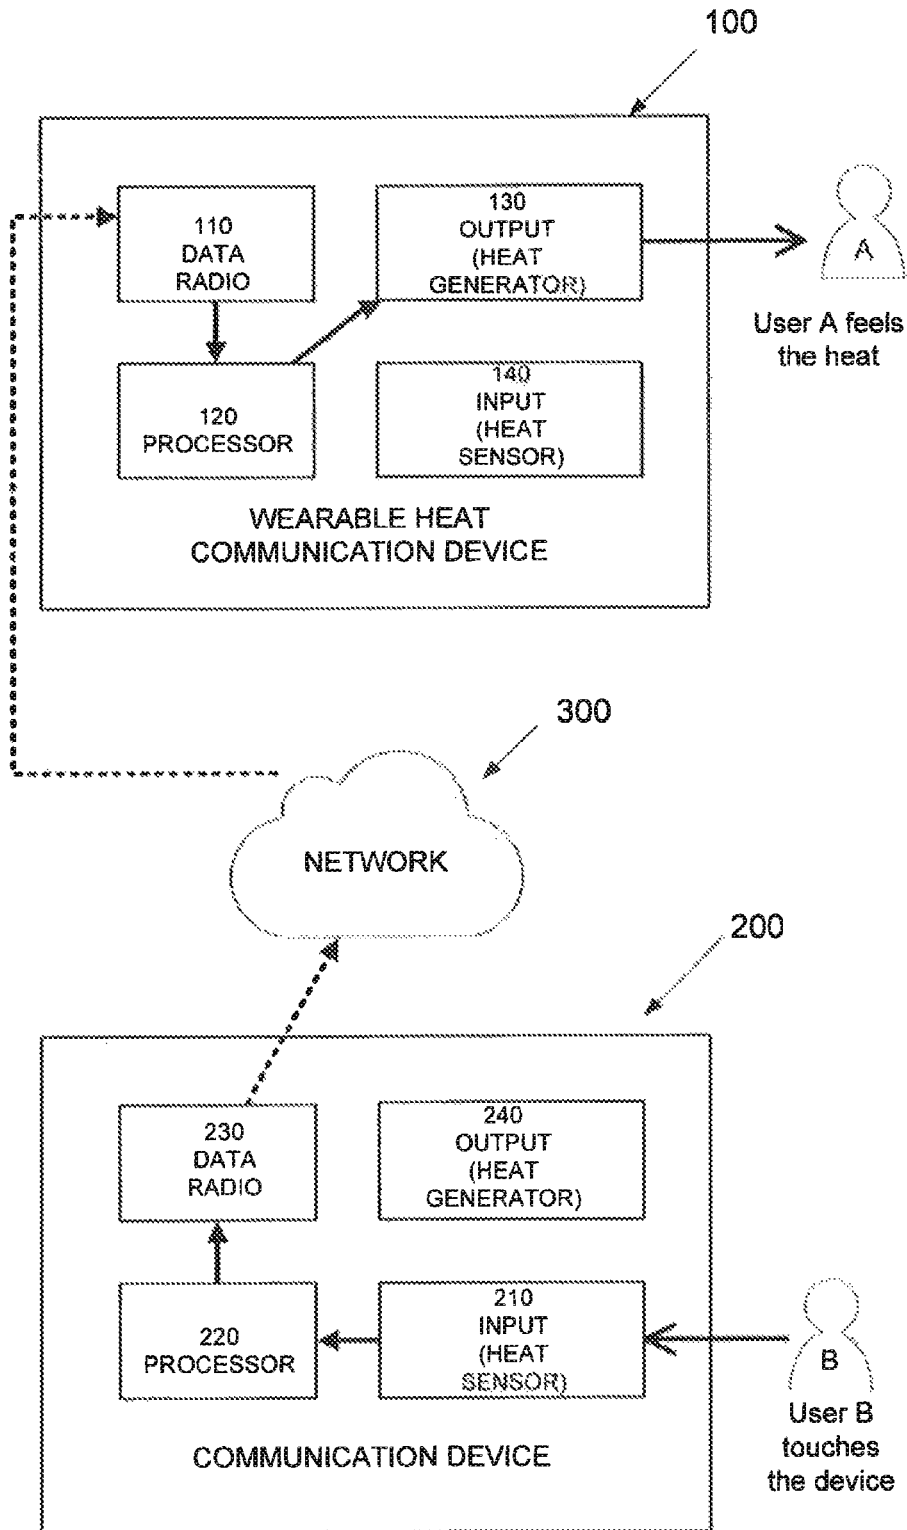 100
110
DATA
RADIO
130
OUTPUT
(HEAT
GENERATOR)
A
User A feels
the heat
120
PROCESSOR
140
INPUT
(HEAT
SENSOR)
WEARABLE HEAT
COMMUNICATION DEVICE
300
NETWORK
200
230
DATA
RADIO
240
OUTPUT
(HEAT
GENERATOR)
220
PROCESSOR
210
INPUT
(HEAT
SENSOR)
B
User B
touches
the device
COMMUNICATION DEVICE